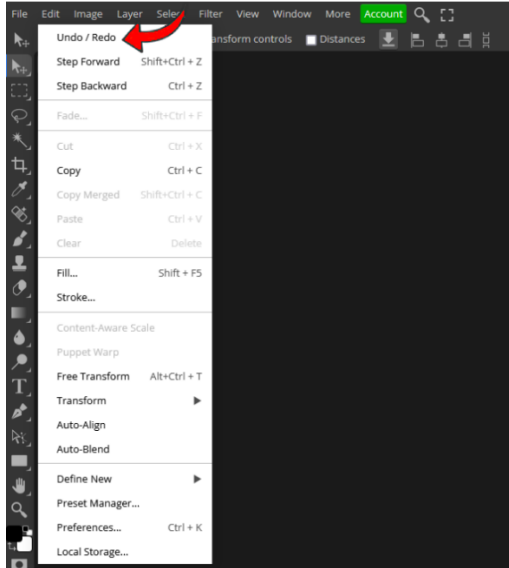 File Edit Image Layer Select Filter View Window More Account
Undo / Redo
Transform controls Distances
Step Forward Shift+Ctrl + Z
Step Backward Ctrl + Z
Fade... Shift+Ctrl + F
Cut Ctrl + X
Copy Ctrl + C
Copy Merged Shift+Ctrl + C
Paste Ctrl + V
Clear Delete
Fill... Shift + F5
Stroke...
Content-Aware Scale
Puppet Warp
Free Transform Alt+Ctrl + T
Transform
Auto-Align
Auto-Blend
Define New
Preset Manager...
Preferences... Ctrl + K
Local Storage...